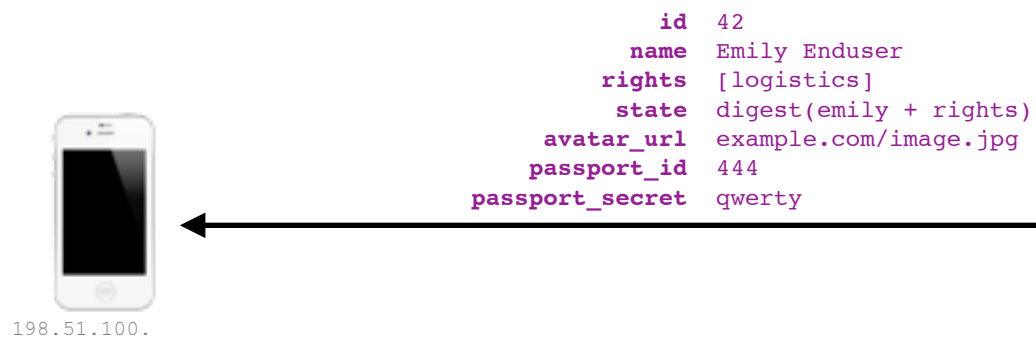 id 42
name Emily Enduser
rights [logistics]
state digest(emily + rights)
avatar_url example.com/image.jpg
passport_id 444
passport_secret qwerty
198.51.100.